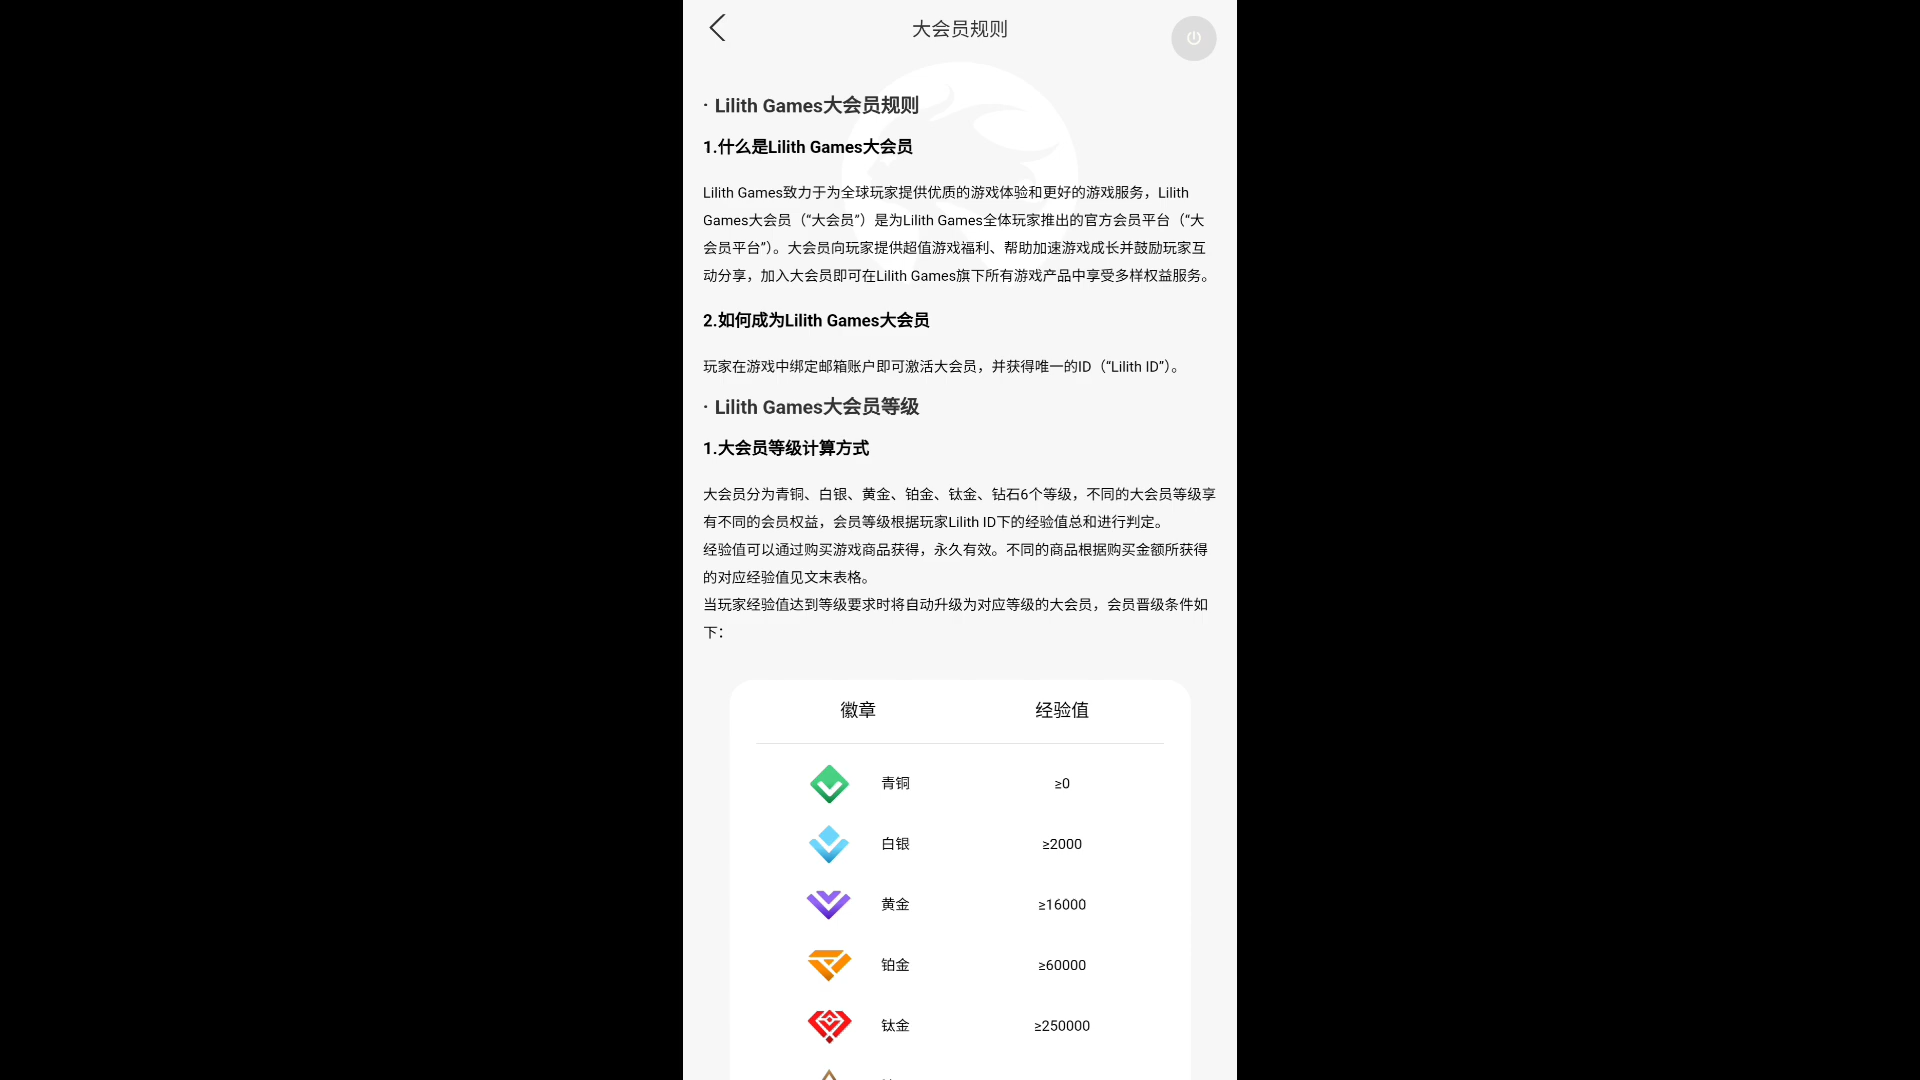 大会员规则
· Lilith Games大会员规则
1.什么是Lilith Games大会员
Lilith Games致力于为全球玩家提供优质的游戏体验和更好的游戏服务，Lilith
Games大会员（“大会员”）是为Lilith Games全体玩家推出的官方会员平台（“大
会员平台”）。大会员向玩家提供超值游戏福利、帮助加速游戏成长并鼓励玩家互
动分享，加入大会员即可在Lilith Games旗下所有游戏产品中享受多样权益服务。
2.如何成为Lilith Games大会员
玩家在游戏中绑定邮箱账户即可激活大会员，并获得唯一的ID（“Lilith ID”）。
· Lilith Games大会员等级
1.大会员等级计算方式
大会员分为青铜、白银、黄金、铂金、钛金、钻石6个等级，不同的大会员等级享
有不同的会员权益，会员等级根据玩家Lilith ID下的经验值总和进行判定。
经验值可以通过购买游戏商品获得，永久有效。不同的商品根据购买金额所获得
的对应经验值见文末表格。
当玩家经验值达到等级要求时将自动升级为对应等级的大会员，会员晋级条件如
下：
徽章 经验值
青铜 ≥0
白银 ≥2000
黄金 ≥16000
铂金 ≥60000
钛金 ≥250000